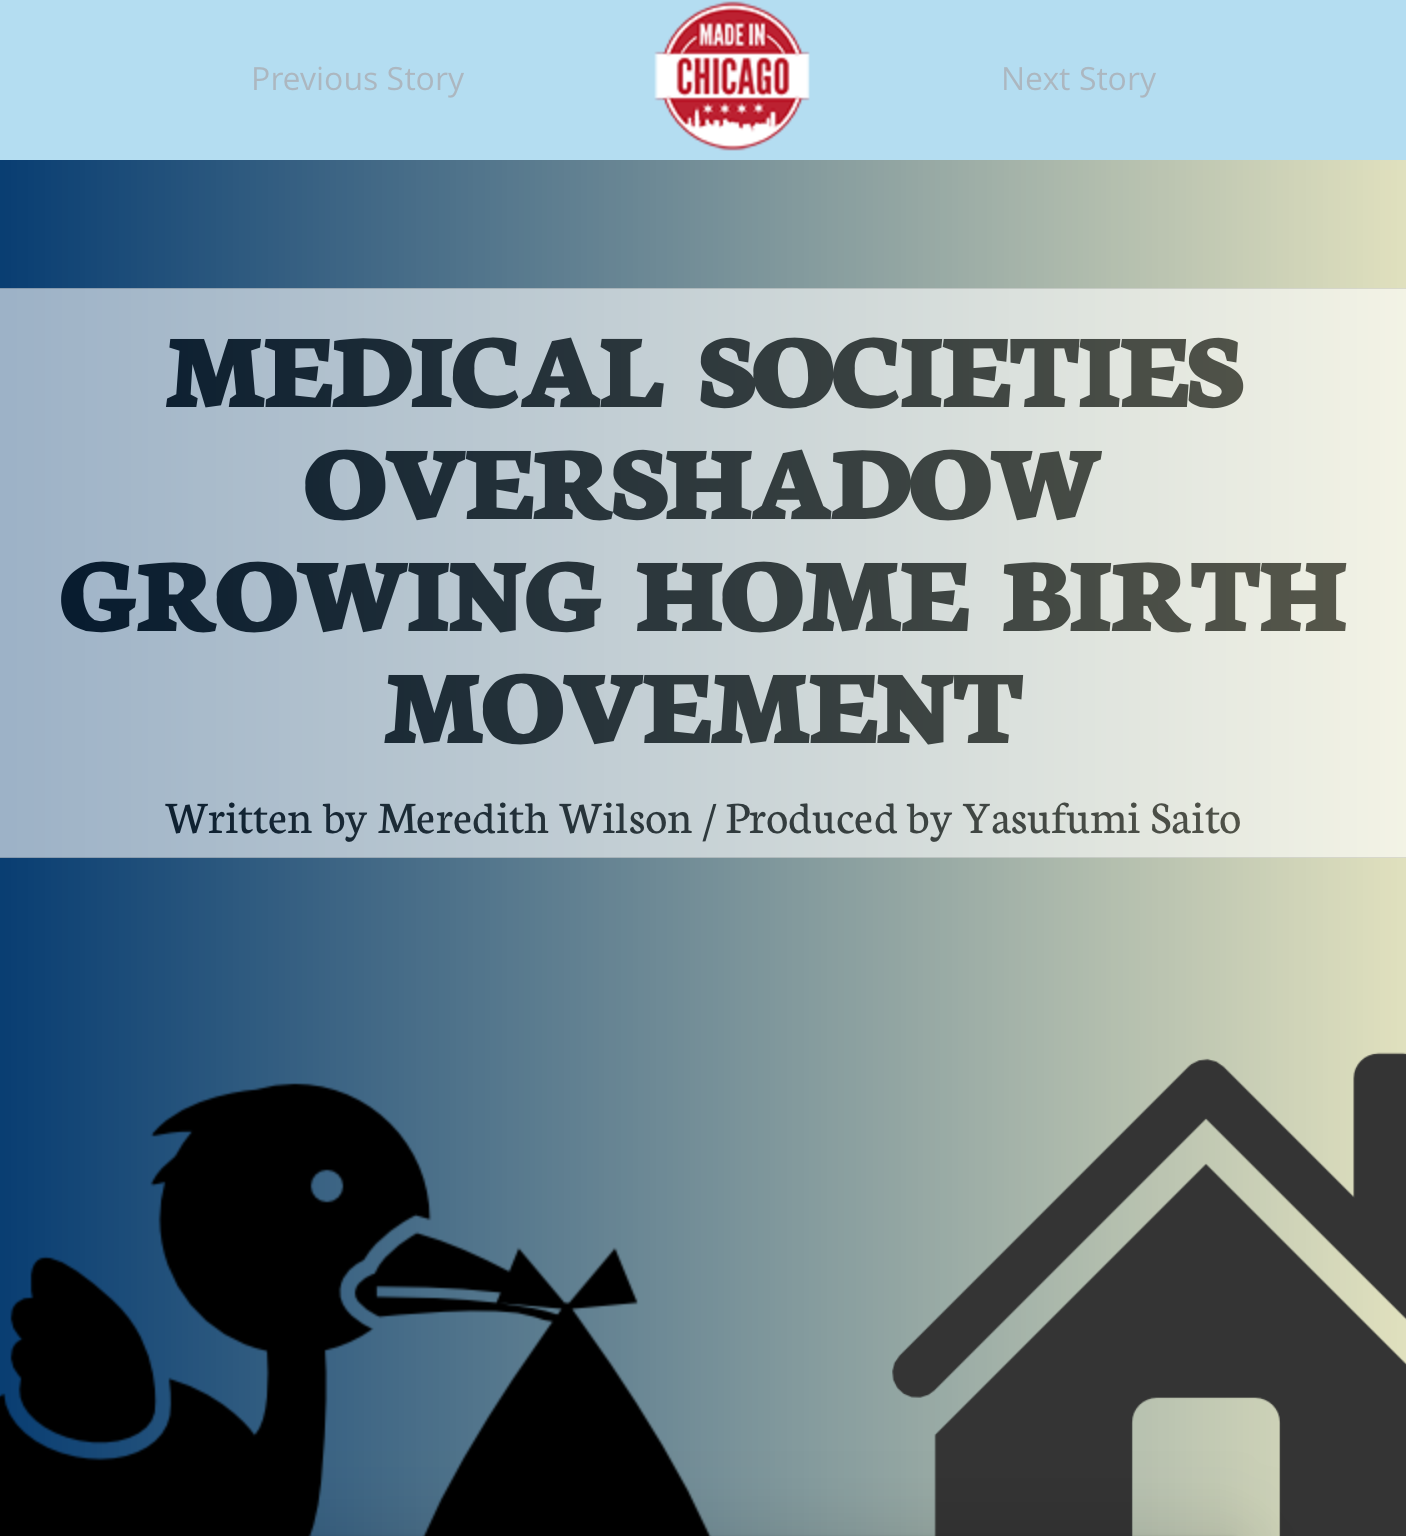 Previous Story
MADE IN
CHICAGO
Next Story
MEDICAL SOCIETIES
OVERSHADOW
GROWING HOME BIRTH
MOVEMENT
Written by Meredith Wilson / Produced by Yasufumi Saito